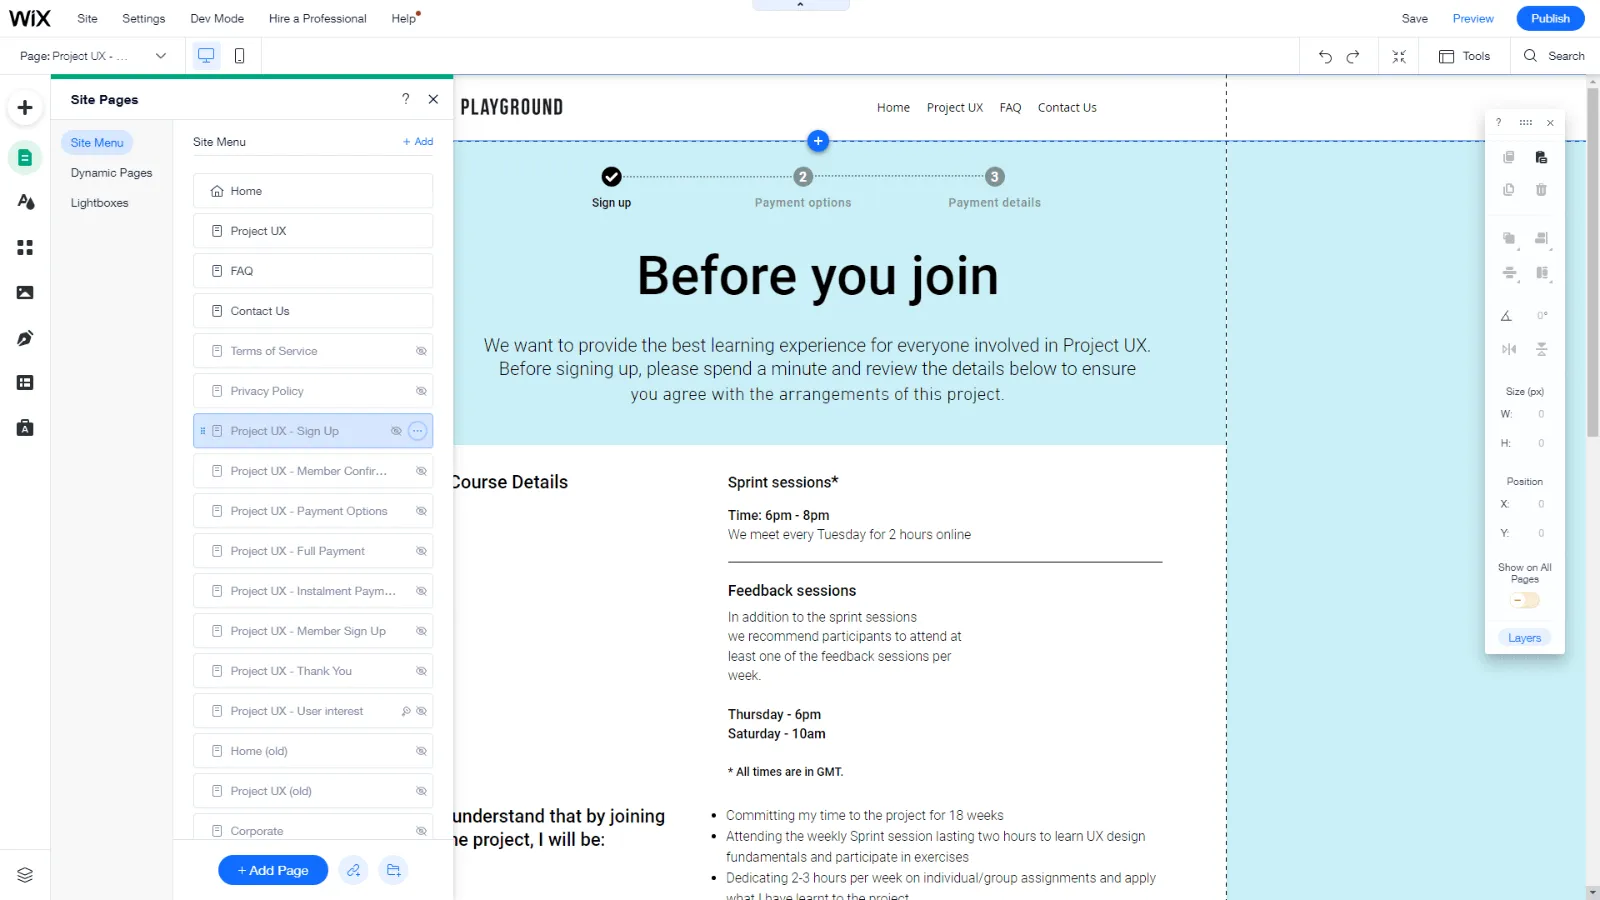 WiX Site Settings Dev Mode Hire a Professional Help Save Preview Publish
Page: Project UX - ... Tools Search
Site Pages ?
Site Menu
Dynamic Pages
Lightboxes
Site Menu + Add
Home
Project UX
FAQ
Contact Us
Terms of Service
Privacy Policy
Project UX - Sign Up
Project UX - Member Confir...
Project UX - Payment Options
Project UX - Full Payment
Project UX - Instalment Paym...
Project UX - Member Sign Up
Project UX - Thank You
Project UX - User interest
Home (old)
Project UX (old)
Corporate
+ Add Page
PLAYGROUND
Home Project UX FAQ Contact Us
2 3
Sign up Payment options Payment details
Before you join
We want to provide the best learning experience for everyone involved in Project UX.
Before signing up, please spend a minute and review the details below to ensure
you agree with the arrangements of this project.
Course Details
Sprint sessions*
Time: 6pm - 8pm
We meet every Tuesday for 2 hours online
Feedback sessions
In addition to the sprint sessions
we recommend participants to attend at
least one of the feedback sessions per
week.
Thursday - 6pm
Saturday - 10am
* All times are in GMT.
understand that by joining
he project, I will be:
Committing my time to the project for 18 weeks
Attending the weekly Sprint session lasting two hours to learn UX design
fundamentals and participate in exercises
Dedicating 2-3 hours per week on individual/group assignments and apply
what I have learnt to the project
?
0°
Size (px)
W: 0
H: 0
Position
X: 0
Y: 0
Show on All
Pages
Layers